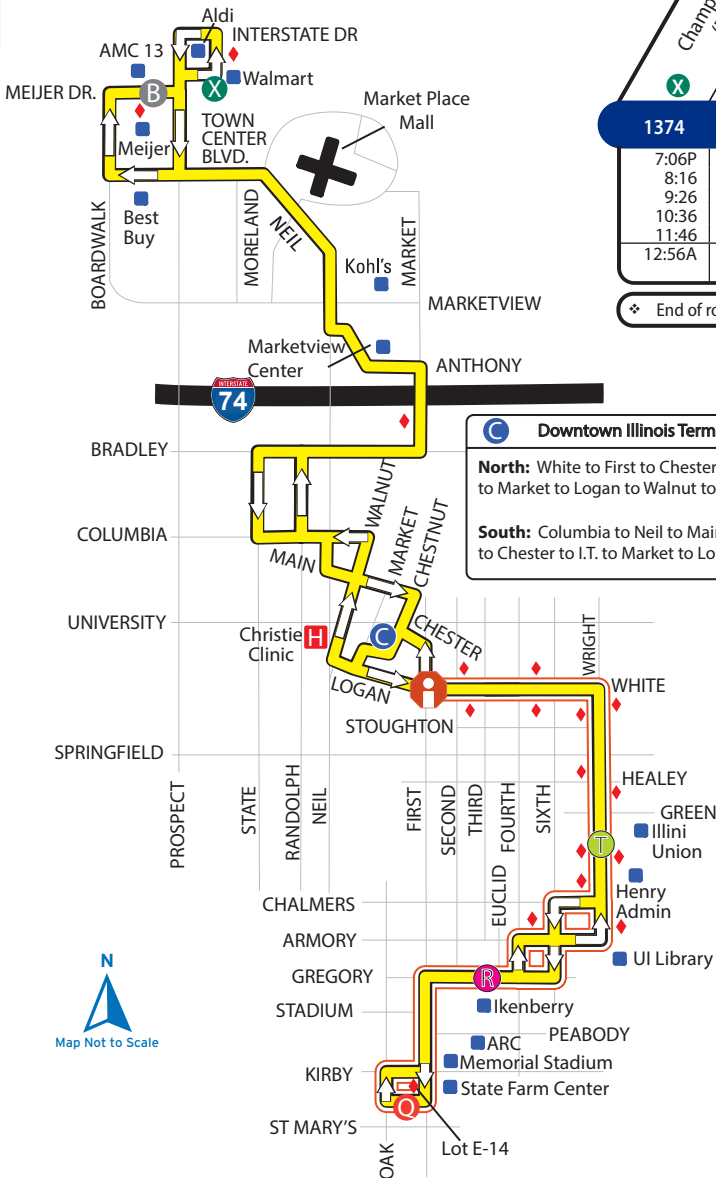 Aldi
INTERSTATE DR
AMC 13
Walmart
MEIJER DR.
B
X
Market Place
Mall
TOWN
CENTER
BLVD.
Meijer
Best
Buy
BOARDWALK
MORELAND
NEIL
MARKET
Kohl's
MARKETVIEW
Marketview
Center
ANTHONY
INTERSTATE
74
BRADLEY
WALNUT
COLUMBIA
MAIN
MARKET
CHESTNUT
UNIVERSITY
Christie
Clinic
H
C
CHESTER
WRIGHT
LOGAN
WHITE
STOUGHTON
SPRINGFIELD
PROSPECT
STATE
RANDOLPH
NEIL
FIRST
SECOND
THIRD
FOURTH
SIXTH
HEALEY
GREEN
Illini
Union
T
EUCLID
Henry
Admin
CHALMERS
ARMORY
UI Library
GREGORY
R
Ikenberry
STADIUM
PEABODY
ARC
Memorial Stadium
KIRBY
State Farm Center
Q
ST MARY'S
OAK
Lot E-14
N
Map Not to Scale
Champ
X
1374
7:06P
8:16
9:26
10:36
11:46
12:56A
❖ End of ro
C Downtown Illinois Term
North: White to First to Chester
to Market to Logan to Walnut to
South: Columbia to Neil to Mai
to Chester to I.T. to Market to Lo